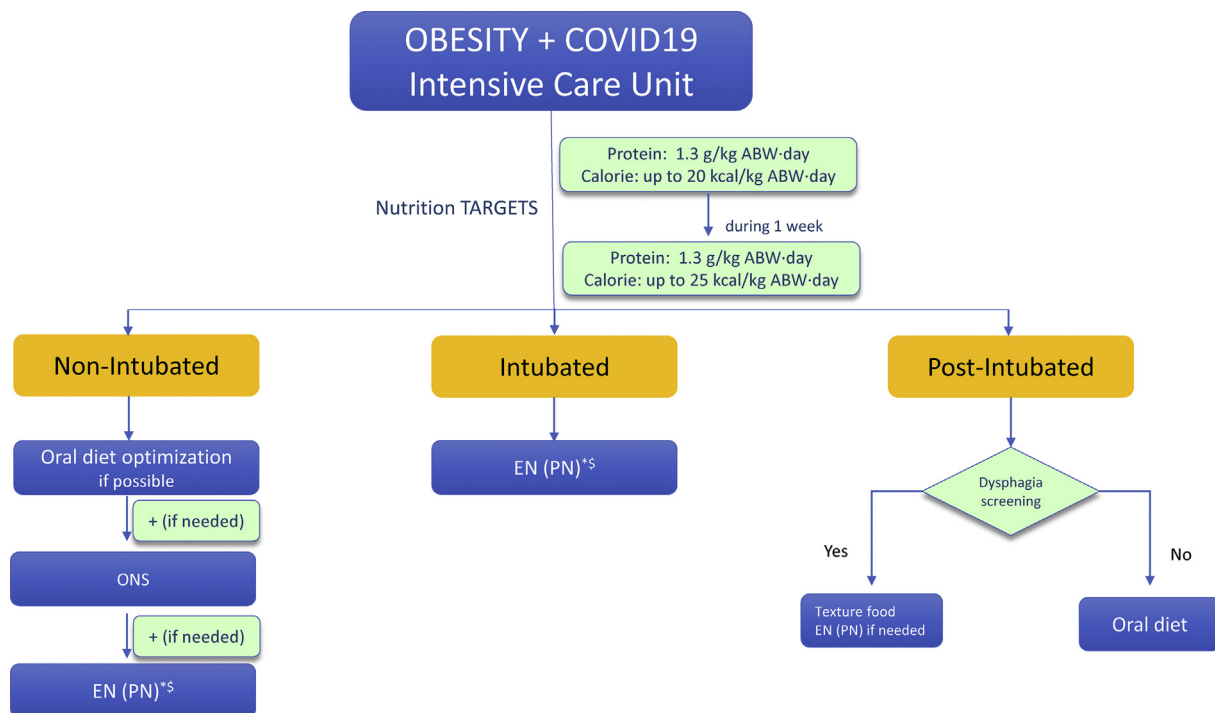 OBESITY + COVID19
Intensive Care Unit
Protein: 1.3 g/kg ABW·day
Calorie: up to 20 kcal/kg ABW·day
Nutrition TARGETS
during 1 week
Protein: 1.3 g/kg ABW·day
Calorie: up to 25 kcal/kg ABW·day
Non-Intubated
Intubated
Post-Intubated
Oral diet optimization
if possible
EN (PN)*$
Dysphagia
screening
+ (if needed)
Yes
No
ONS
Texture food
EN (PN) if needed
Oral diet
+ (if needed)
EN (PN)*$